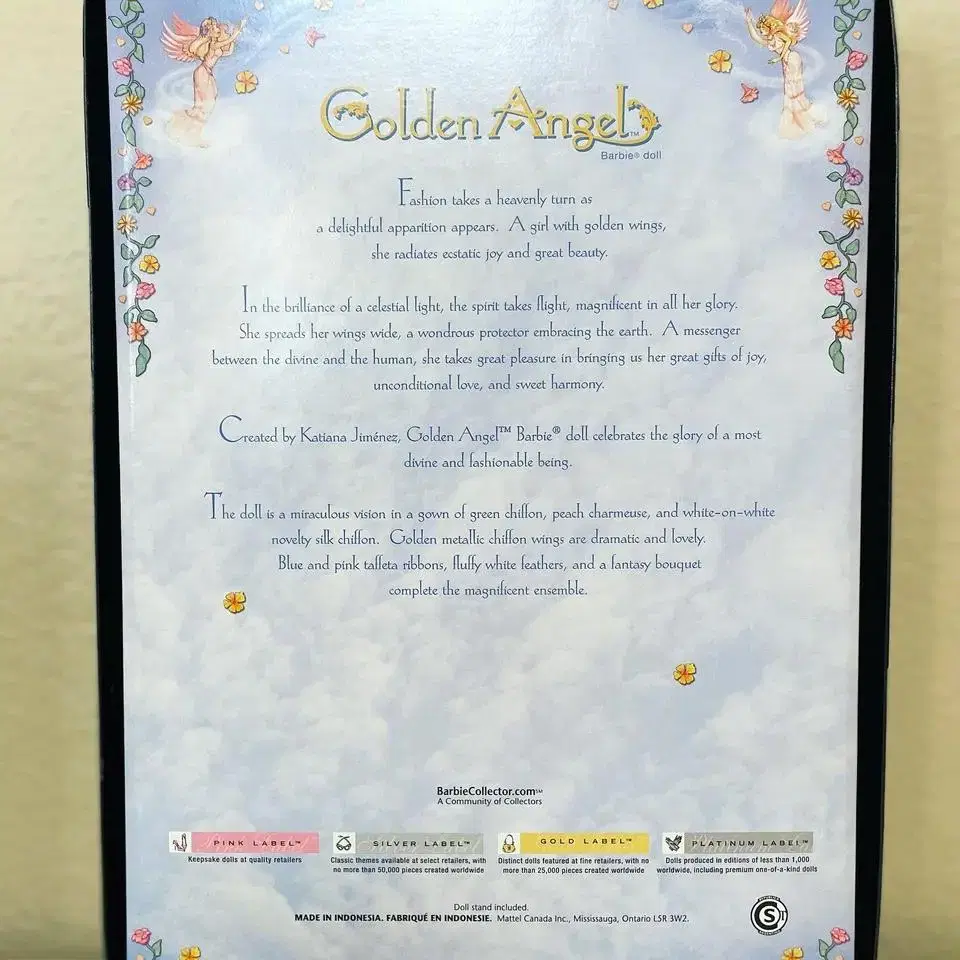 Golden Angel™
Barbie® doll
Fashion takes a heavenly turn as
a delightful apparition appears. A girl with golden wings,
she radiates ecstatic joy and great beauty.
In the brilliance of a celestial light, the spirit takes flight, magnificent in all her glory.
She spreads her wings wide, a wondrous protector embracing the earth. A messenger
between the divine and the human, she takes great pleasure in bringing us her great gifts of joy,
unconditional love, and sweet harmony.
Created by Katiana Jiménez, Golden Angel™ Barbie® doll celebrates the glory of a most
divine and fashionable being.
The doll is a miraculous vision in a gown of green chiffon, peach charmeuse, and white-on-white
novelty silk chiffon. Golden metallic chiffon wings are dramatic and lovely.
Blue and pink taffeta ribbons, fluffy white feathers, and a fantasy bouquet
complete the magnificent ensemble.
BarbieCollector.com℠
A Community of Collectors
PINK LABEL™
Keepsake dolls at quality retailers
SILVER LABEL™
Classic themes available at select retailers, with
no more than 50,000 pieces created worldwide
GOLD LABEL™
Distinct dolls featured at fine retailers, with no
more than 25,000 pieces created worldwide
PLATINUM LABEL™
Dolls produced in editions of less than 1,000
worldwide, including premium one-of-a-kind dolls
Doll stand included.
MADE IN INDONESIA. FABRIQUÉ EN INDONESIE. Mattel Canada Inc., Mississauga, Ontario L5R 3W2.
REPUBLICA
S
ARGENTINA